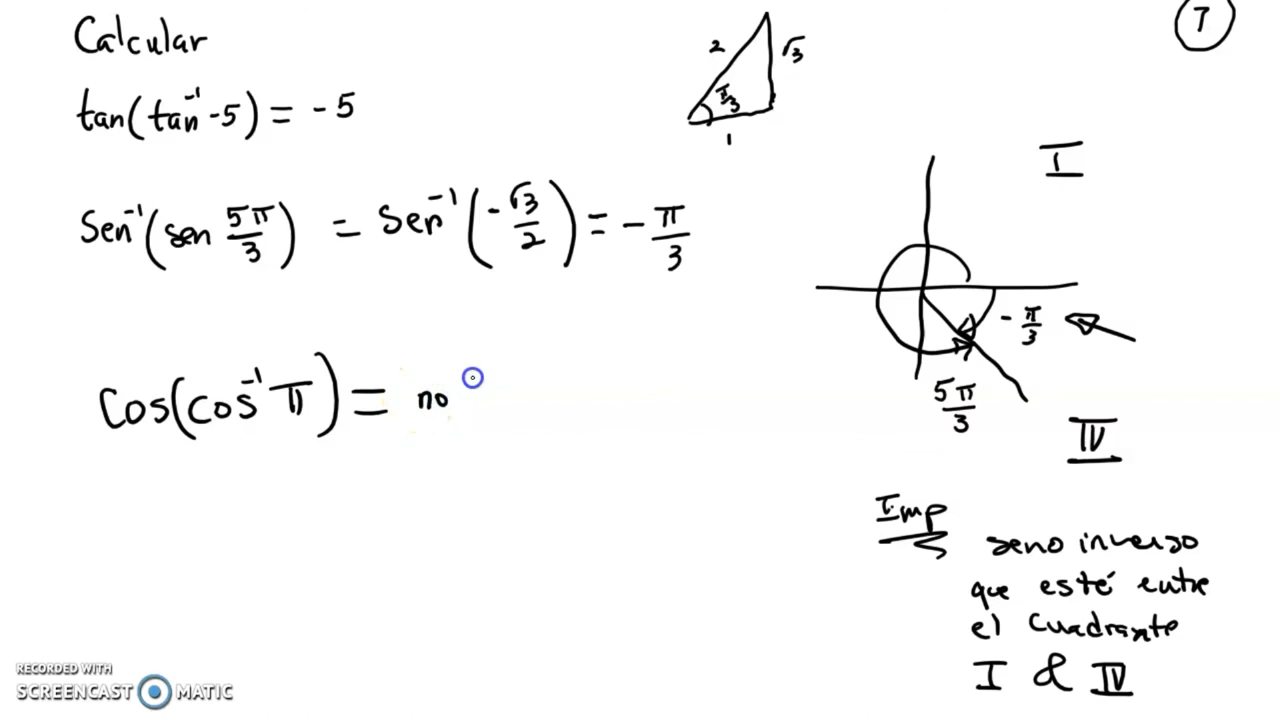 Calcular
tan(tan⁻¹ -5) = -5
Sen⁻¹(sen 5π/3) = Sen⁻¹(-√3/2) = -π/3
Cos(cos⁻¹ π) = no
2
√3
π/3
1
7
I
-π/3
5π/3
IV
Imp
seno inverso
que esté entre
el cuadrante
I & IV
RECORDED WITH
SCREENCAST MATIC